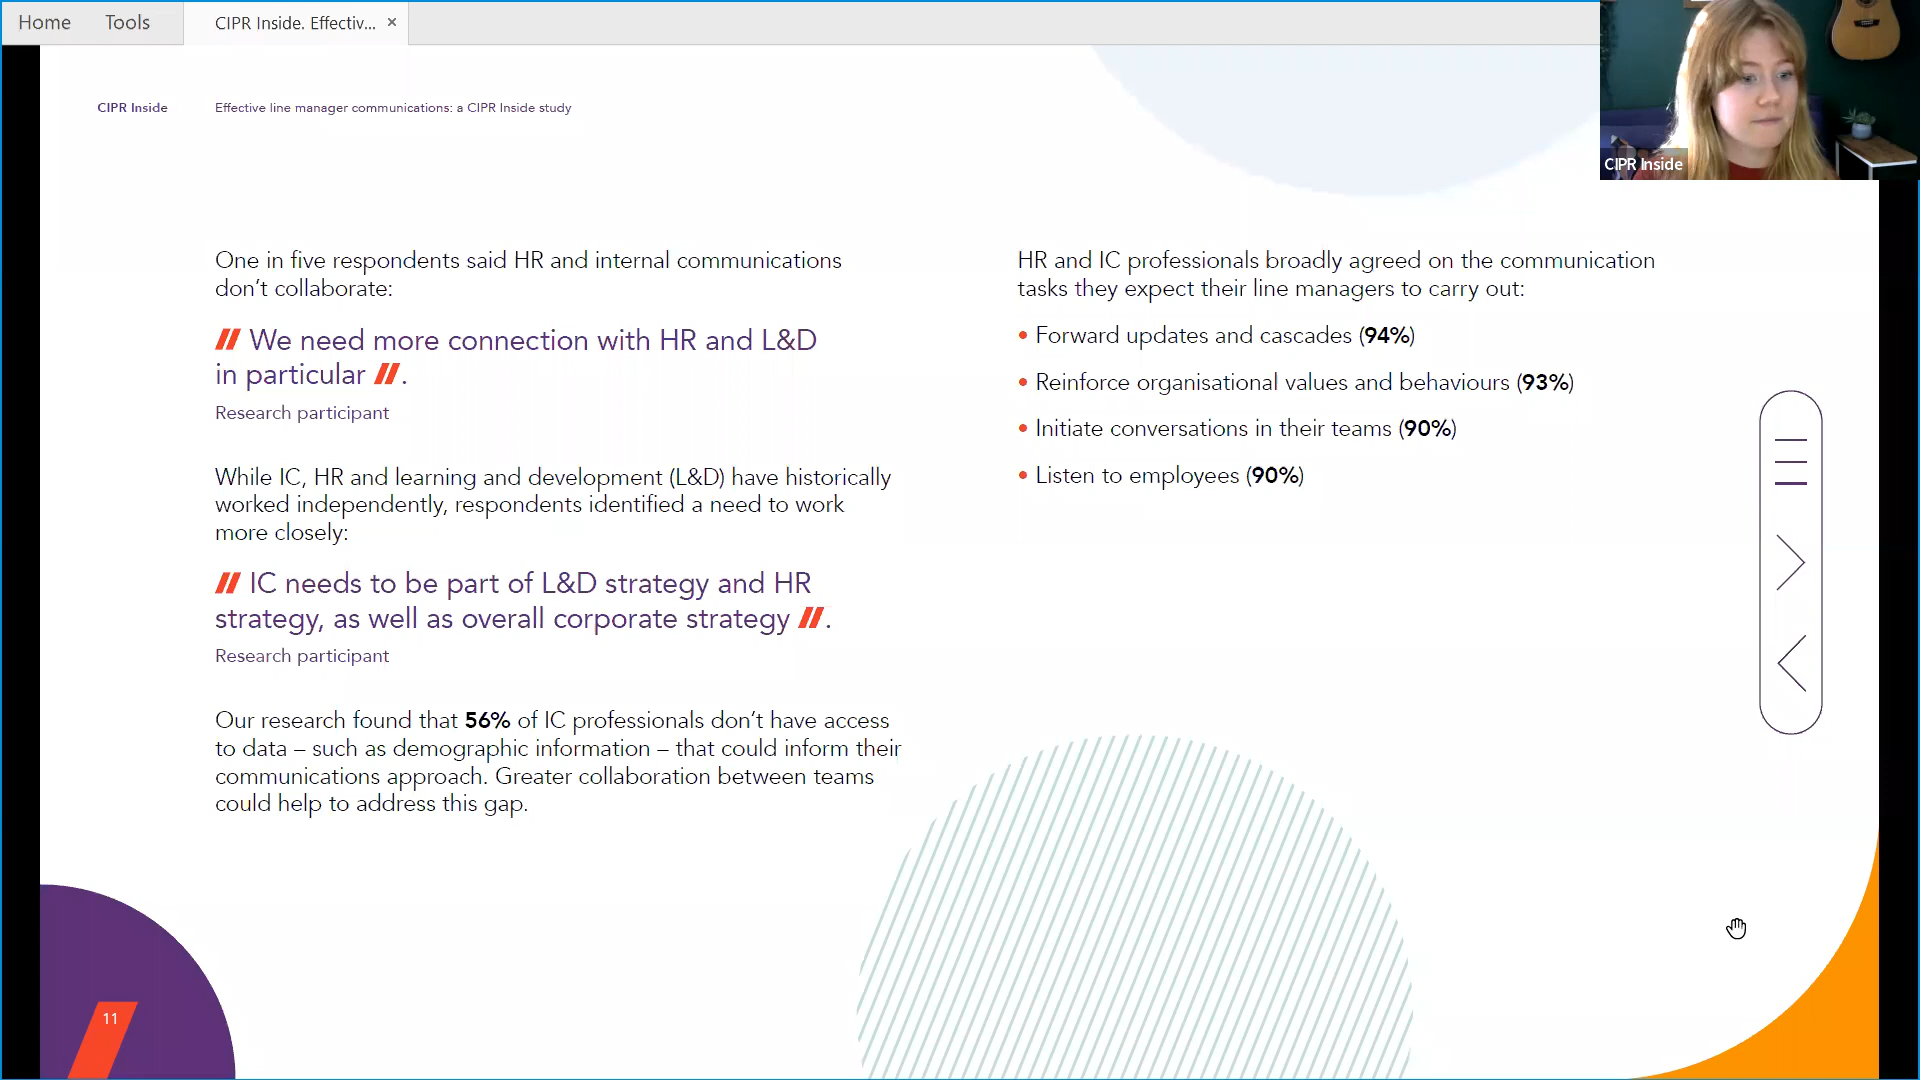 Home Tools CIPR Inside. Effectiv... ×
CIPR Inside
CIPR Inside Effective line manager communications: a CIPR Inside study
One in five respondents said HR and internal communications
don’t collaborate:
We need more connection with HR and L&D
in particular .
Research participant
While IC, HR and learning and development (L&D) have historically
worked independently, respondents identified a need to work
more closely:
IC needs to be part of L&D strategy and HR
strategy, as well as overall corporate strategy .
Research participant
Our research found that 56% of IC professionals don’t have access
to data – such as demographic information – that could inform their
communications approach. Greater collaboration between teams
could help to address this gap.
HR and IC professionals broadly agreed on the communication
tasks they expect their line managers to carry out:
• Forward updates and cascades (94%)
• Reinforce organisational values and behaviours (93%)
• Initiate conversations in their teams (90%)
• Listen to employees (90%)
11